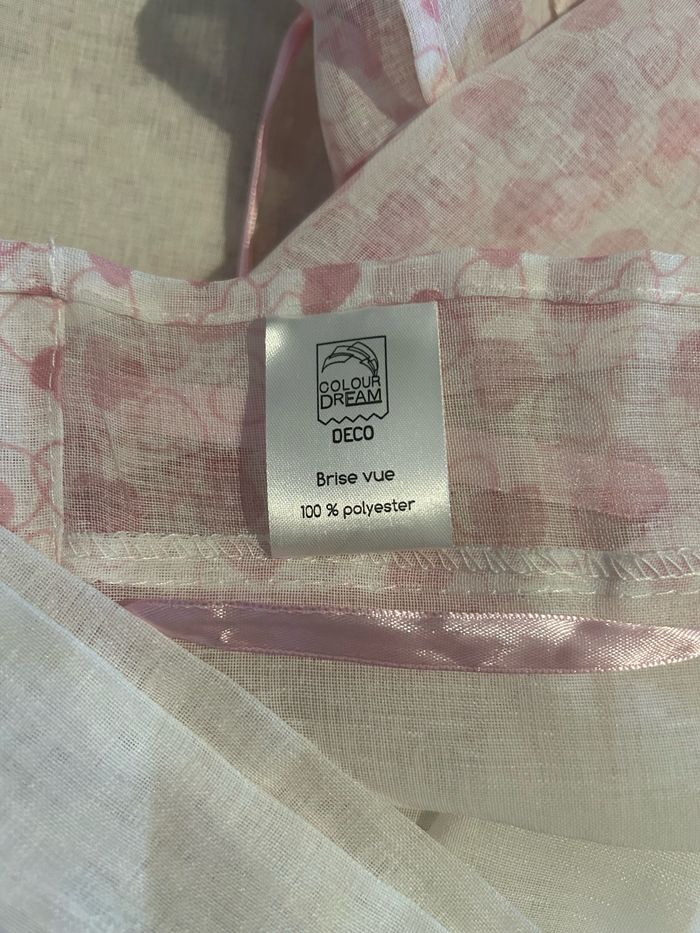 COLOUR
DREAM
DECO
Brise vue
100 % polyester